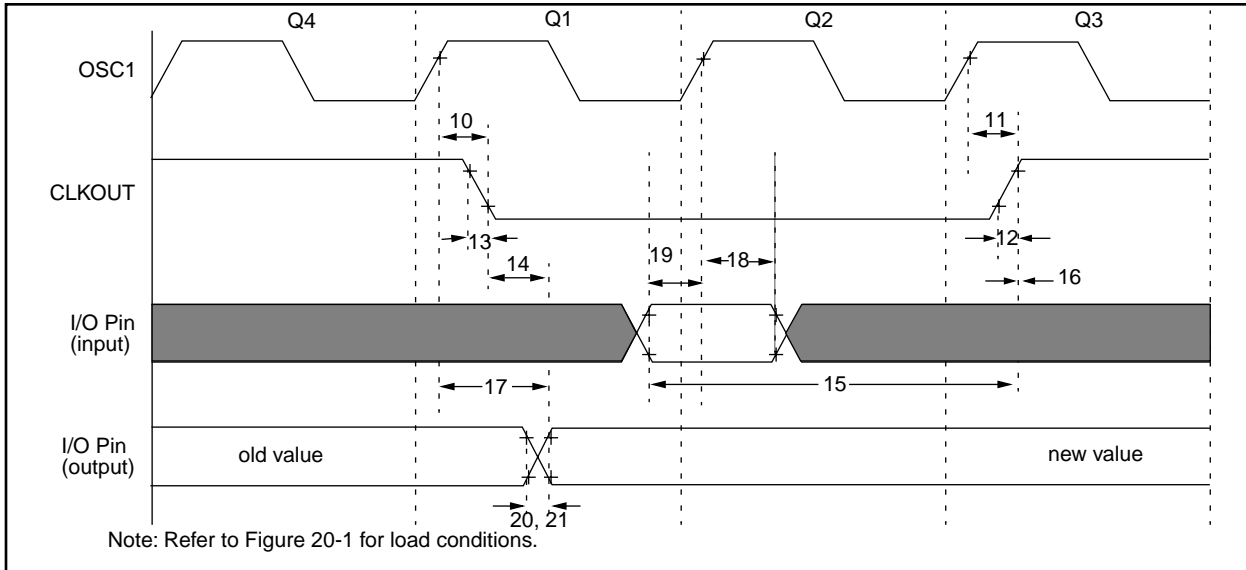 Q4 Q1 Q2 Q3
OSC1
10 11
CLKOUT
13 12
14 19 18 16
I/O Pin
(input)
17 15
I/O Pin
(output)
old value new value
20, 21
Note: Refer to Figure 20-1 for load conditions.